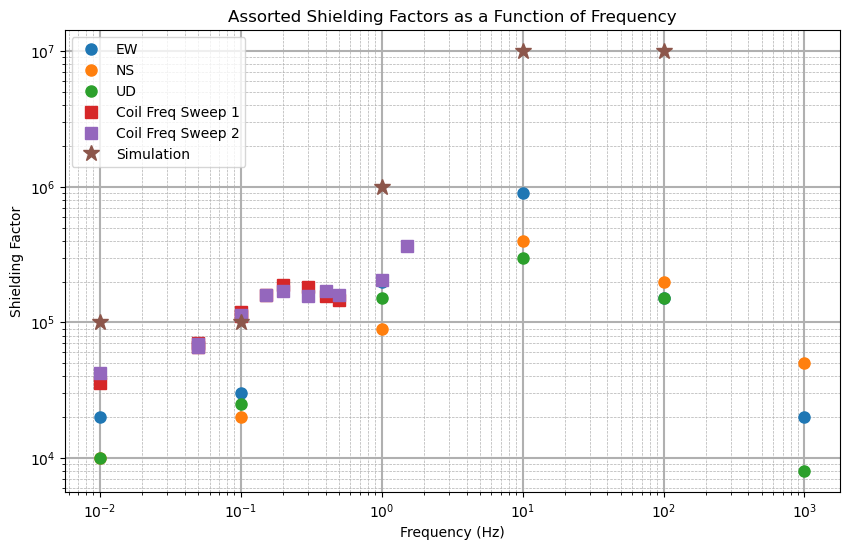 Assorted Shielding Factors as a Function of Frequency
EW
NS
UD
Coil Freq Sweep 1
Coil Freq Sweep 2
Simulation
Shielding Factor
10⁷
10⁶
10⁵
10⁴
10⁻² 10⁻¹ 10⁰ 10¹ 10² 10³
Frequency (Hz)